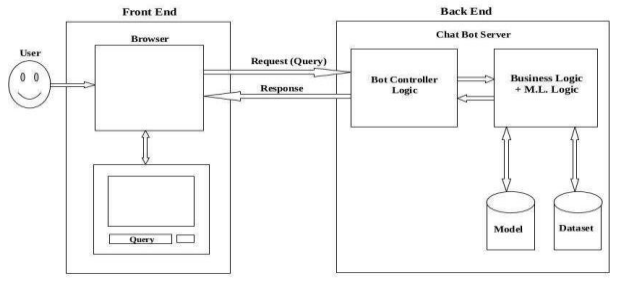 Front End
Back End
User
Browser
Chat Bot Server
Request (Query)
Response
Bot Controller
Logic
Business Logic
+ M.L. Logic
Query
Model
Dataset